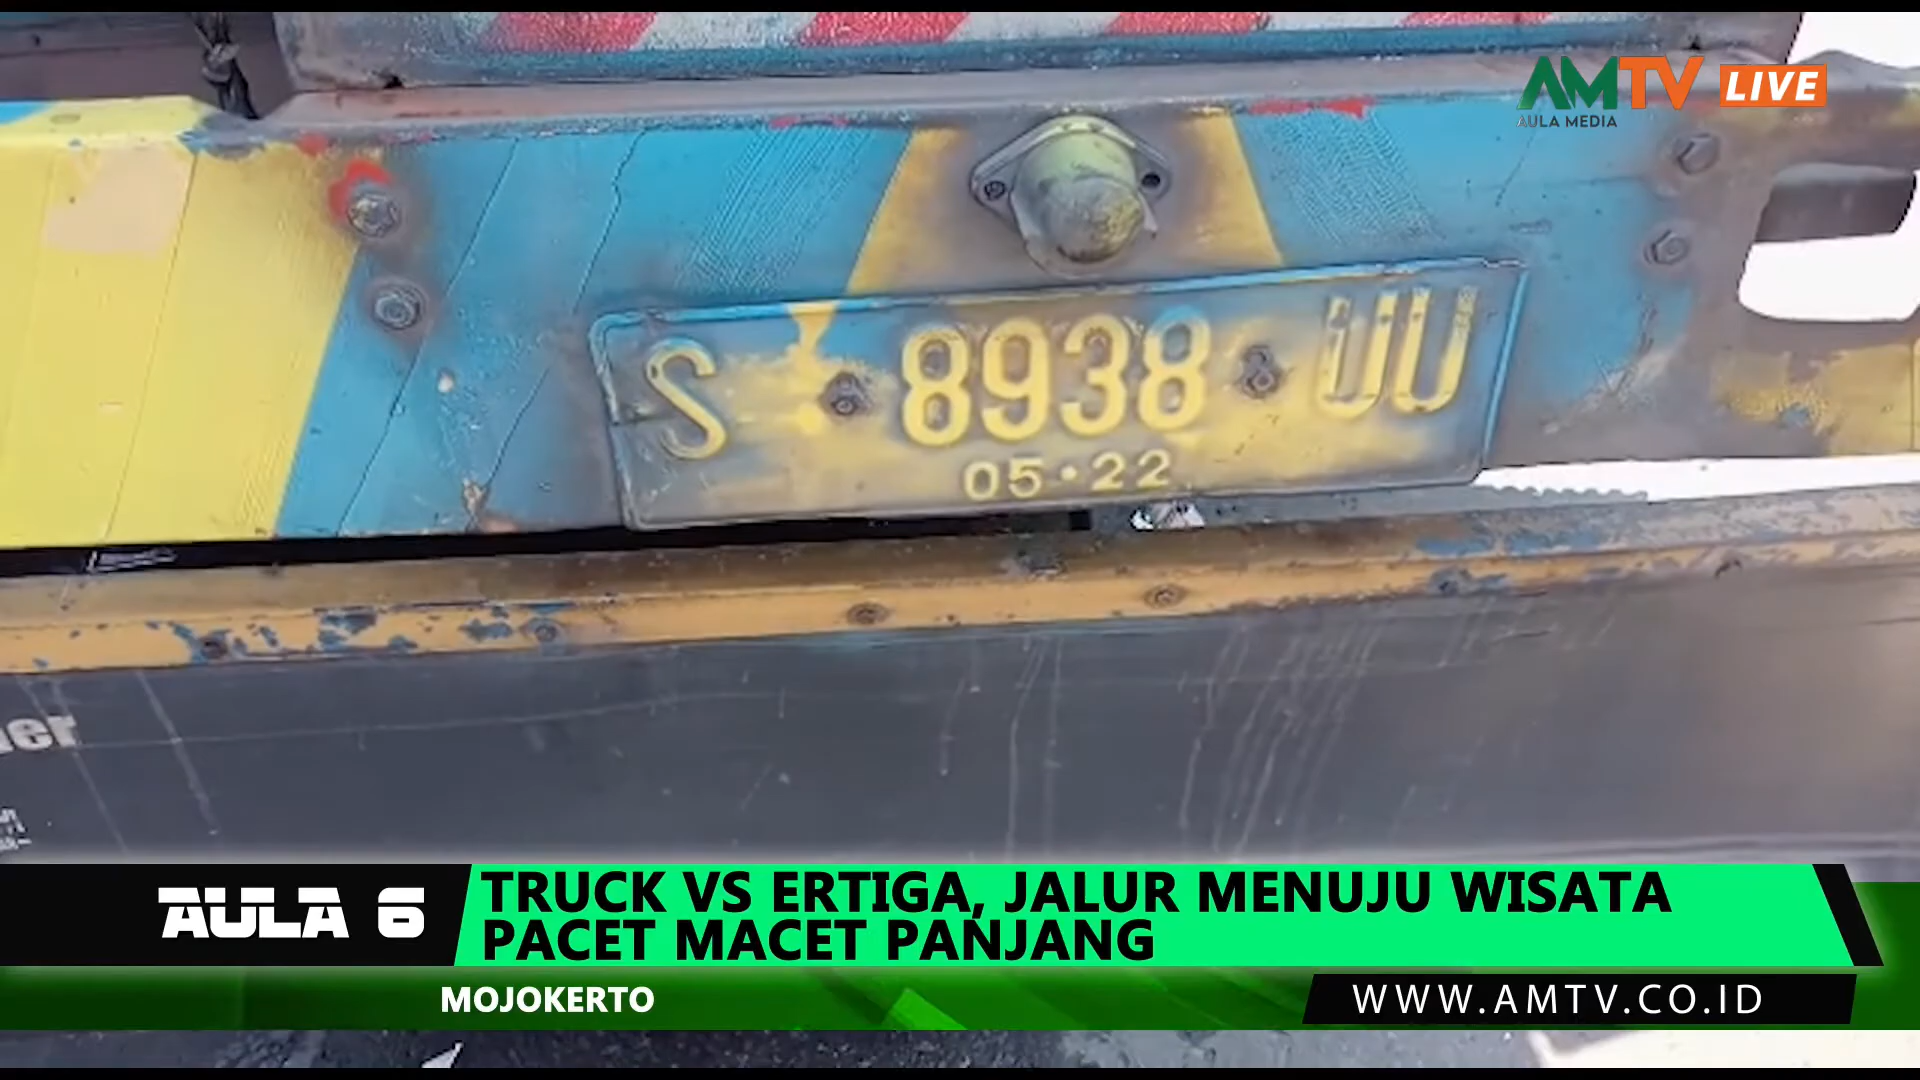 AMTV LIVE
AULA MEDIA
S 8938 UU
05·22
AULA 6
TRUCK VS ERTIGA, JALUR MENUJU WISATA
PACET MACET PANJANG
MOJOKERTO
WWW.AMTV.CO.ID